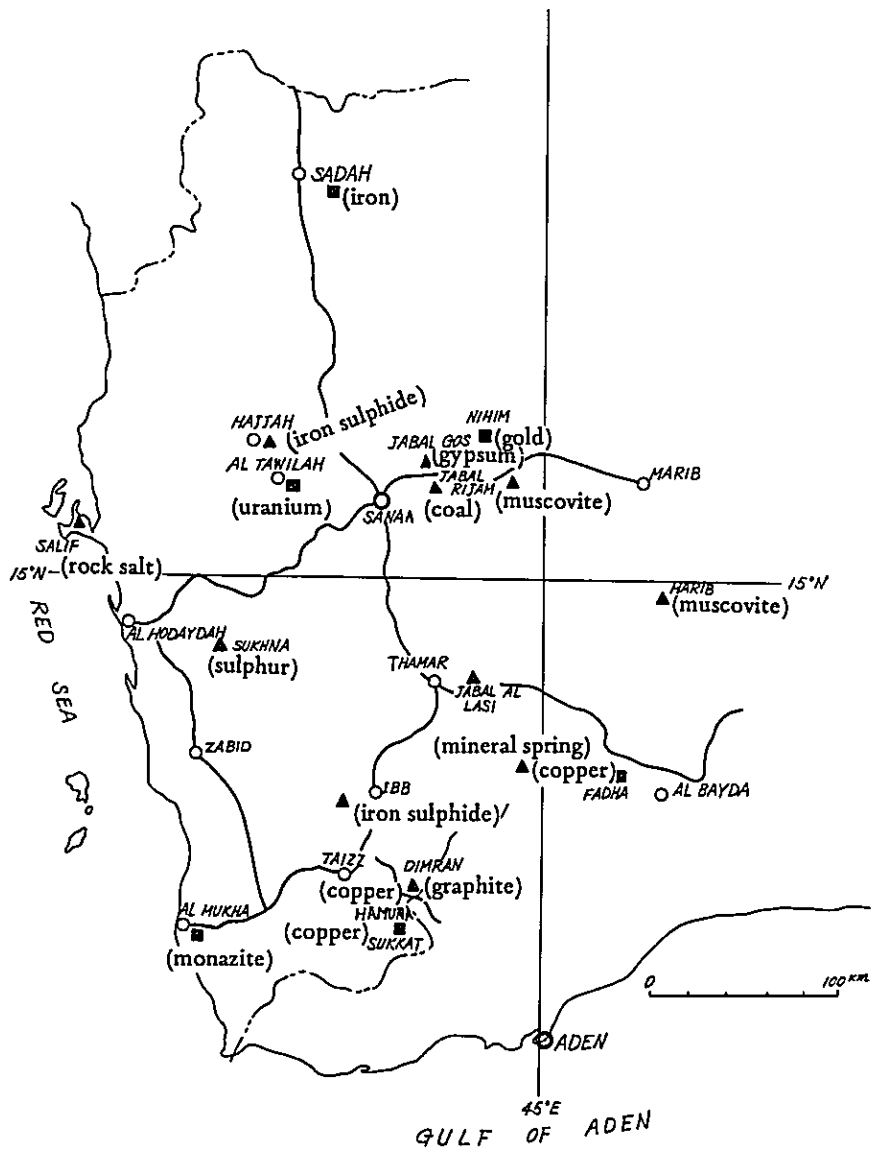 SADAH
(iron)
HAJJAH
(iron sulphide)
NIHIM
(gold)
JABAL GOS
(gypsum)
AL TAWILAH
(uranium)
JABAL
RIJAM
(coal)
(muscovite)
MARIB
SANAA
SALIF
(rock salt)
15°N
15°N
HARIB
(muscovite)
RED
SEA
AL HODAYDAH
SUKHNA
(sulphur)
THAMAR
JABAL AL
LASI
(mineral spring)
ZABID
(copper)
FADHA
AL BAYDA
IBB
(iron sulphide)
TAIZZ
(copper)
DIMRAN
(graphite)
AL MUKHA
(monazite)
HAMURA
(copper)
SUKKAT
0 100 km
ADEN
45°E
GULF OF ADEN